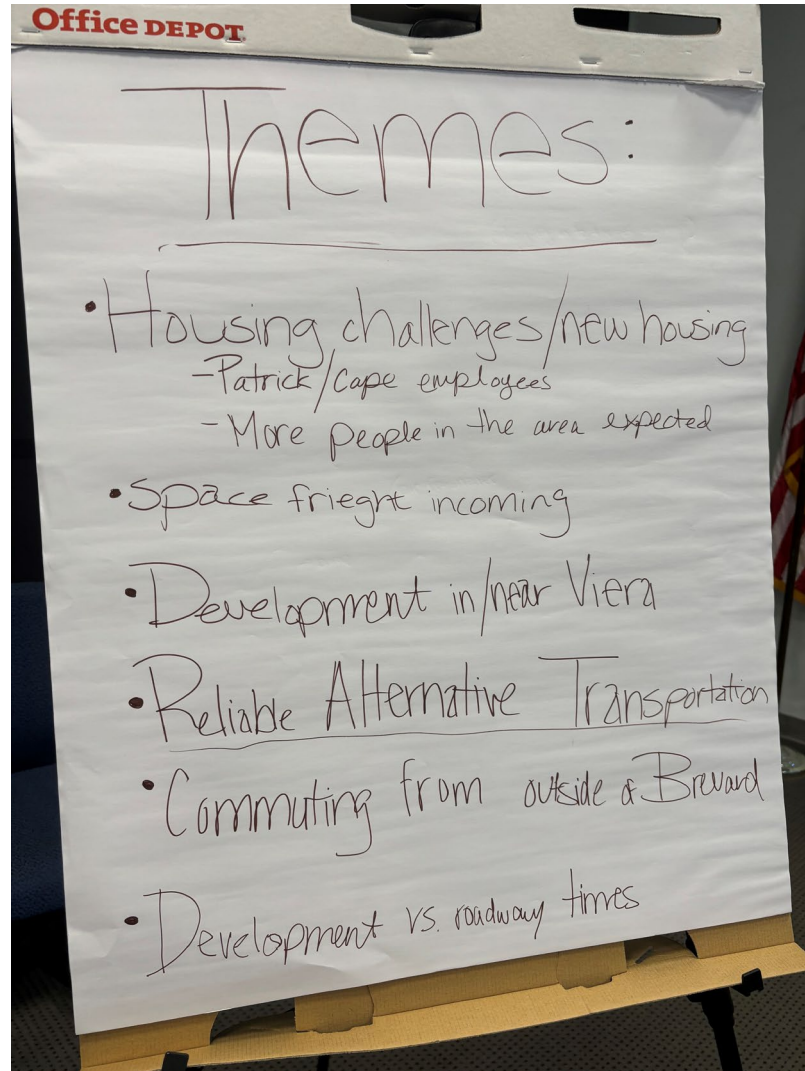 Office DEPOT
Themes:
• Housing challenges/new housing
- Patrick/Cape employees
- More people in the area expected
• Space frieght incoming
• Development in/near Viera
• Reliable Alternative Transportation
• Commuting from outside of Brevard
• Development vs. roadway times